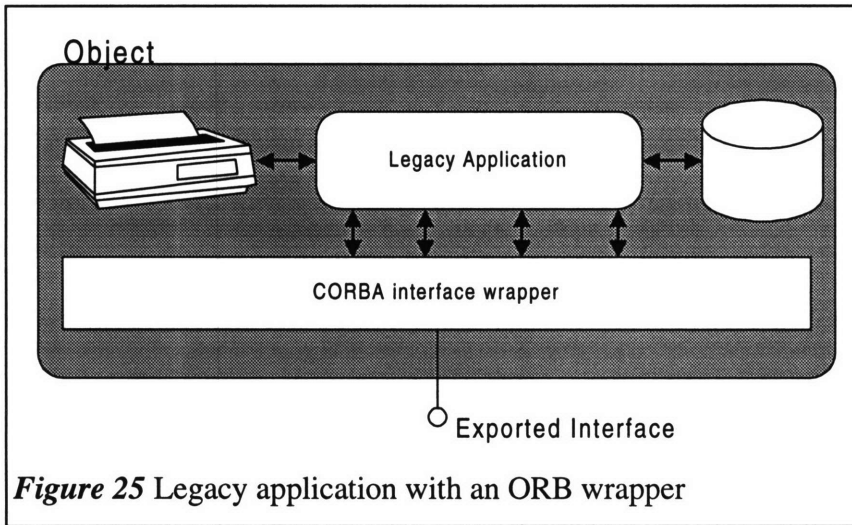 Object
Legacy Application
CORBA interface wrapper
Exported Interface
Figure 25 Legacy application with an ORB wrapper